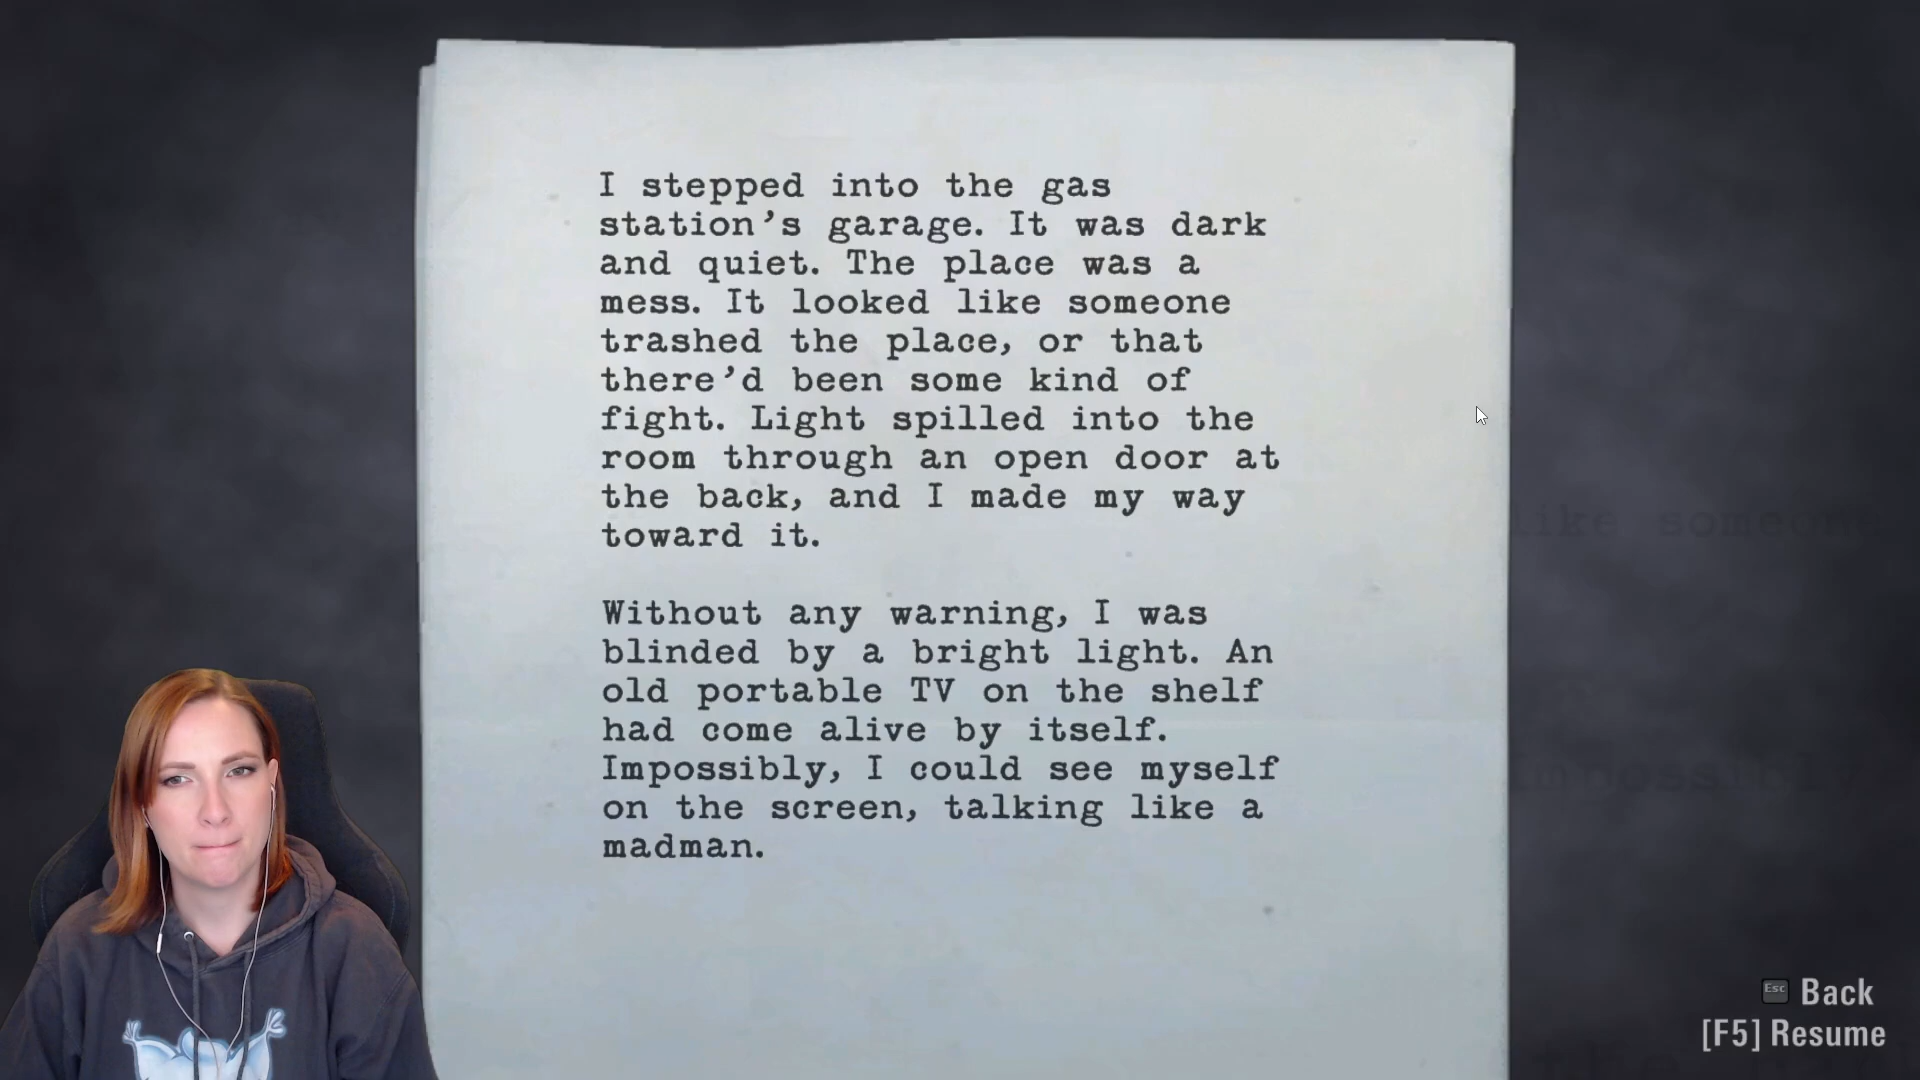 I stepped into the gas
station’s garage. It was dark
and quiet. The place was a
mess. It looked like someone
trashed the place, or that
there’d been some kind of
fight. Light spilled into the
room through an open door at
the back, and I made my way
toward it.
Without any warning, I was
blinded by a bright light. An
old portable TV on the shelf
had come alive by itself.
Impossibly, I could see myself
on the screen, talking like a
madman.
like someone
Impossibly,
the
Esc Back
[F5] Resume